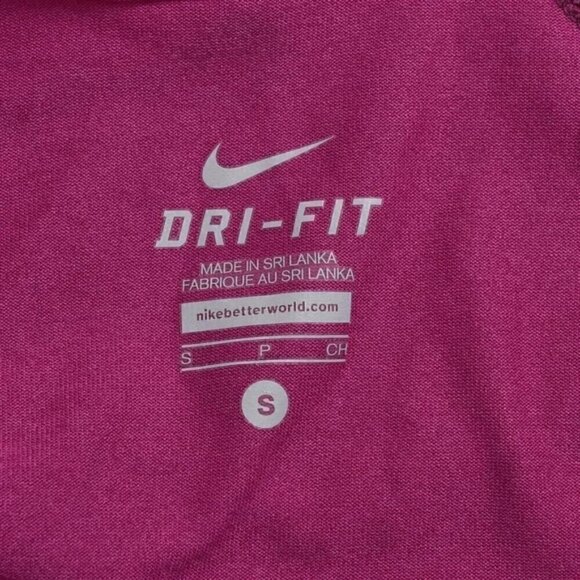 DRI-FIT
MADE IN SRI LANKA
FABRIQUE AU SRI LANKA
nikebetterworld.com
S P CH
S